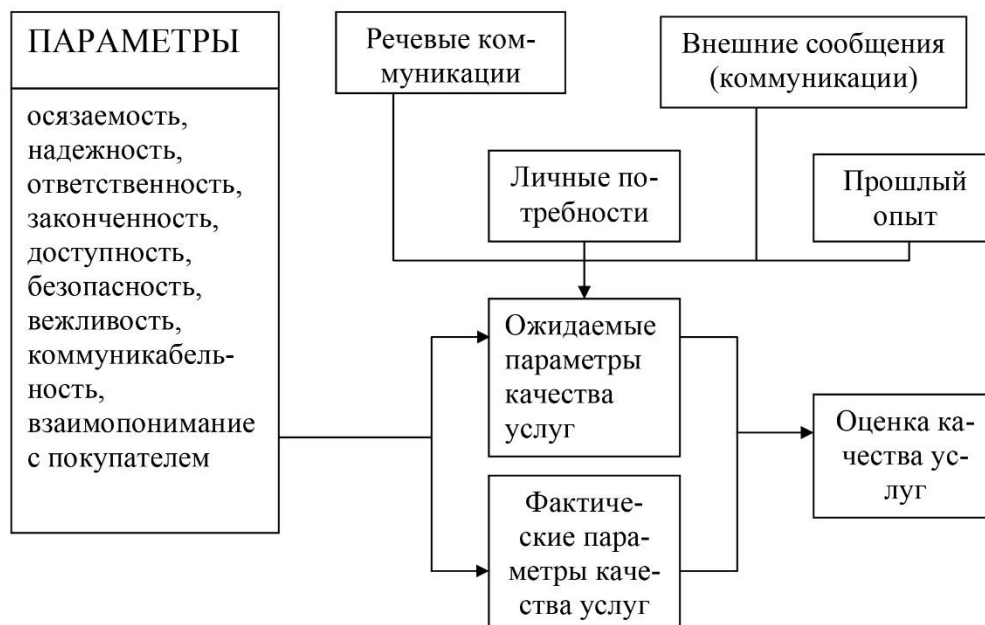 ПАРАМЕТРЫ
осязаемость,
надежность,
ответственность,
законченность,
доступность,
безопасность,
вежливость,
коммуникабель-
ность,
взаимопонимание
с покупателем
Речевые ком-
муникации
Внешние сообщения
(коммуникации)
Личные по-
требности
Прошлый
опыт
Ожидаемые
параметры
качества
услуг
Фактиче-
ские пара-
метры каче-
ства услуг
Оценка ка-
чества ус-
луг